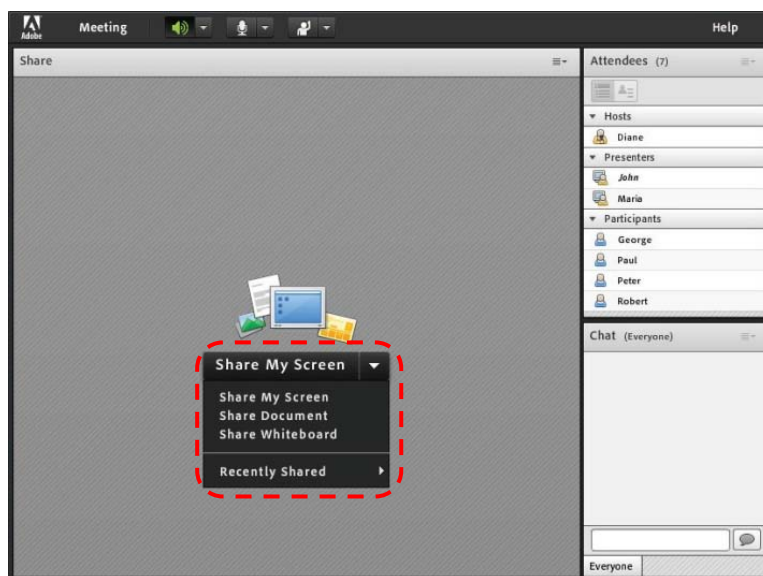 Adobe
Meeting
Help
Share
Attendees (7)
Hosts
Diane
Presenters
John
Maria
Participants
George
Paul
Peter
Robert
Share My Screen
Share My Screen
Share Document
Share Whiteboard
Recently Shared
Chat (Everyone)
Everyone